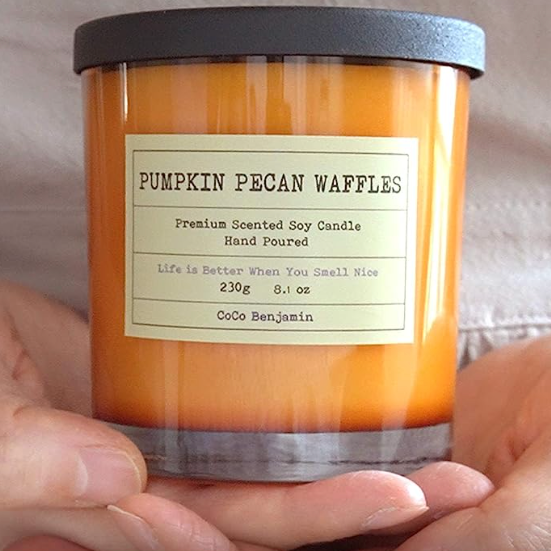 PUMPKIN PECAN WAFFLES
Premium Scented Soy Candle
Hand Poured
Life is Better When You Smell Nice
230g 8.1 oz
CoCo Benjamin